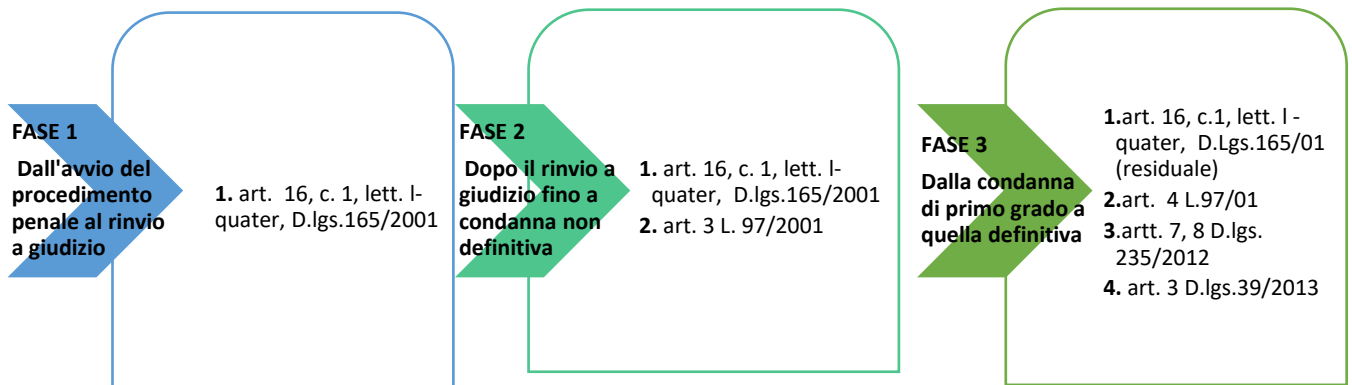 FASE 1
Dall'avvio del
procedimento
penale al rinvio
a giudizio
1. art. 16, c. 1, lett. l-
quater, D.lgs.165/2001
FASE 2
Dopo il rinvio a
giudizio fino a
condanna non
definitiva
1. art. 16, c. 1, lett. l-
quater, D.lgs.165/2001
2. art. 3 L. 97/2001
FASE 3
Dalla condanna
di primo grado a
quella definitiva
1.art. 16, c.1, lett. l -
quater, D.Lgs.165/01
(residuale)
2.art. 4 L.97/01
3.artt. 7, 8 D.lgs.
235/2012
4. art. 3 D.lgs.39/2013